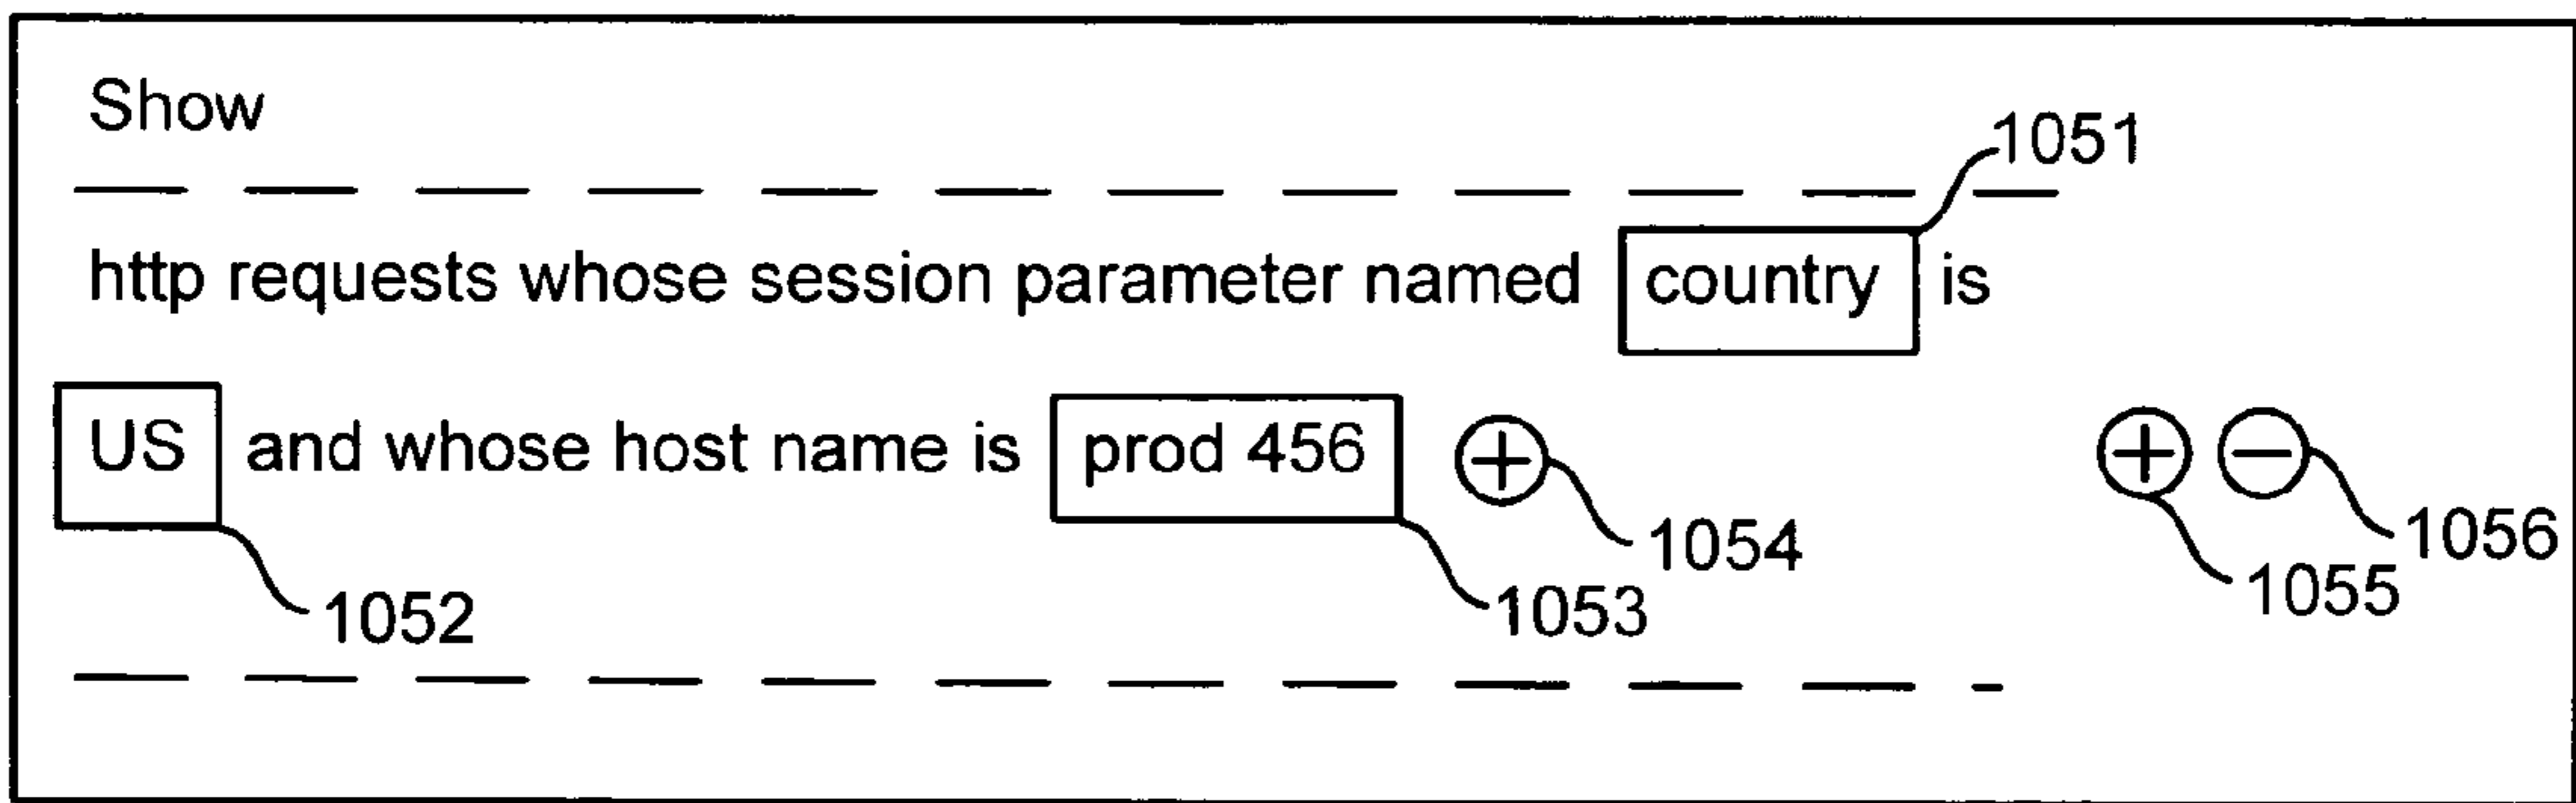 Show
1051
http requests whose session parameter named country is
US and whose host name is prod 456 + + −
1054
1056
1052
1053
1055